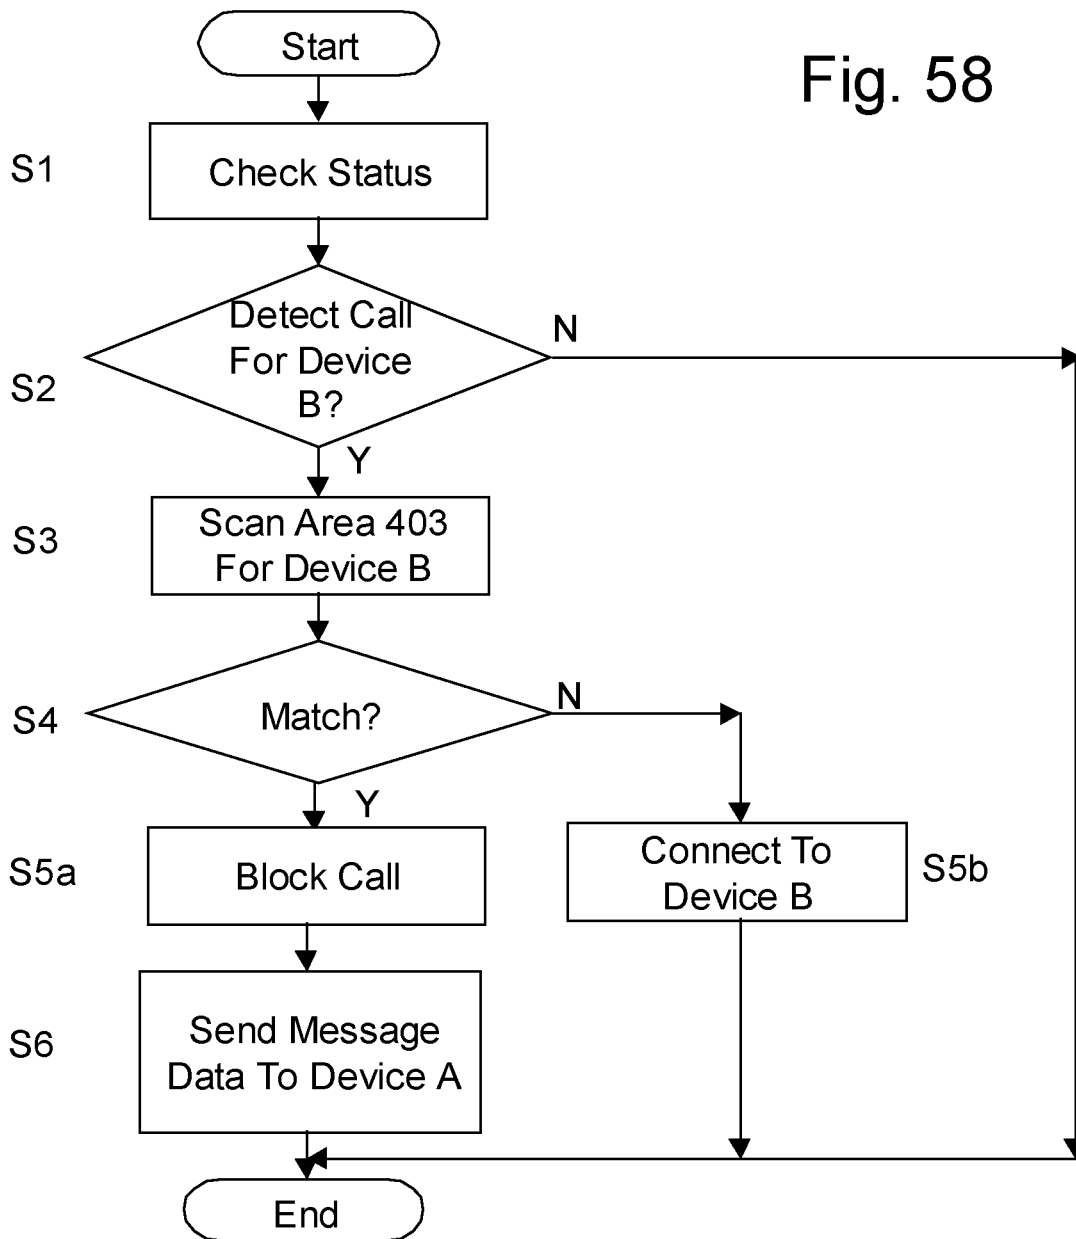 Start
Fig. 58
S1
Check Status
Detect Call
For Device
B?
N
S2
Y
S3
Scan Area 403
For Device B
S4
Match?
N
Y
S5a
Block Call
Connect To
Device B
S5b
S6
Send Message
Data To Device A
End